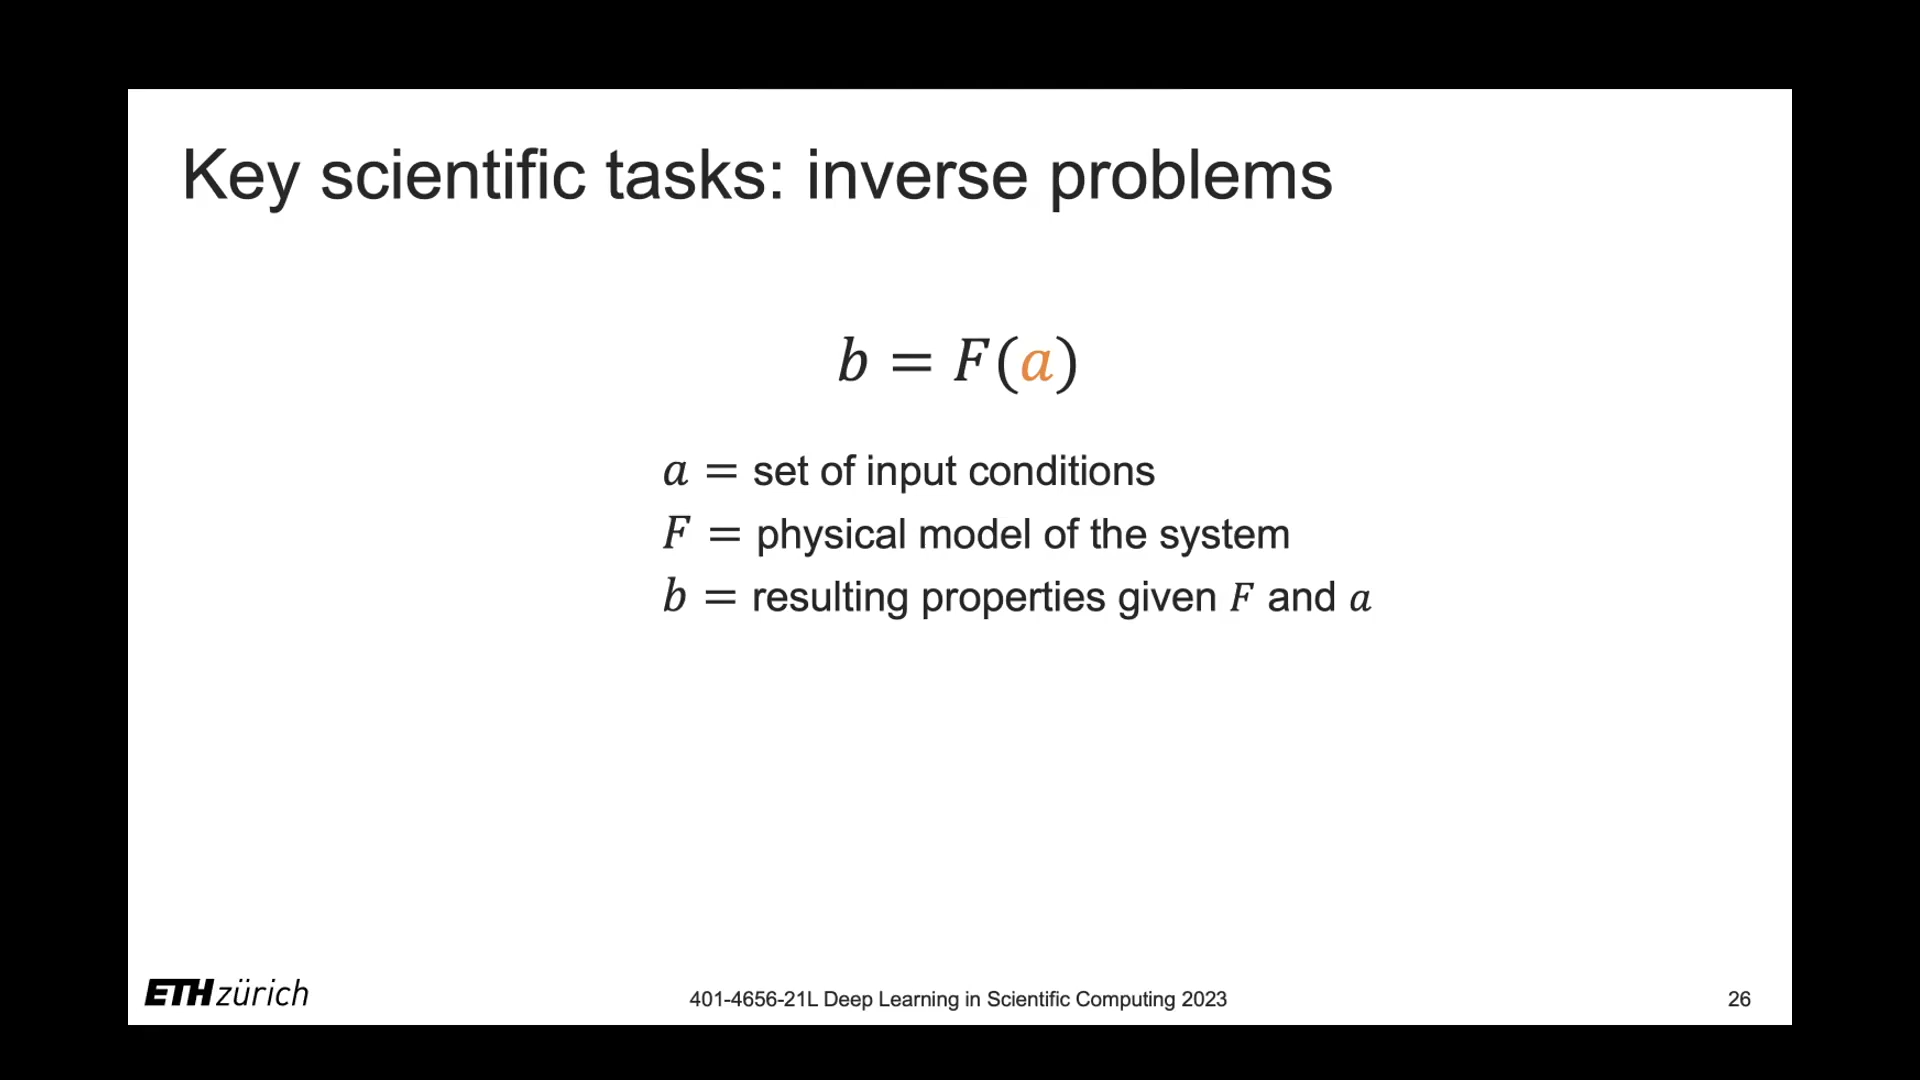 Key scientific tasks: inverse problems
b = F(a)
a = set of input conditions
F = physical model of the system
b = resulting properties given F and a
ETH zürich
401-4656-21L Deep Learning in Scientific Computing 2023
26